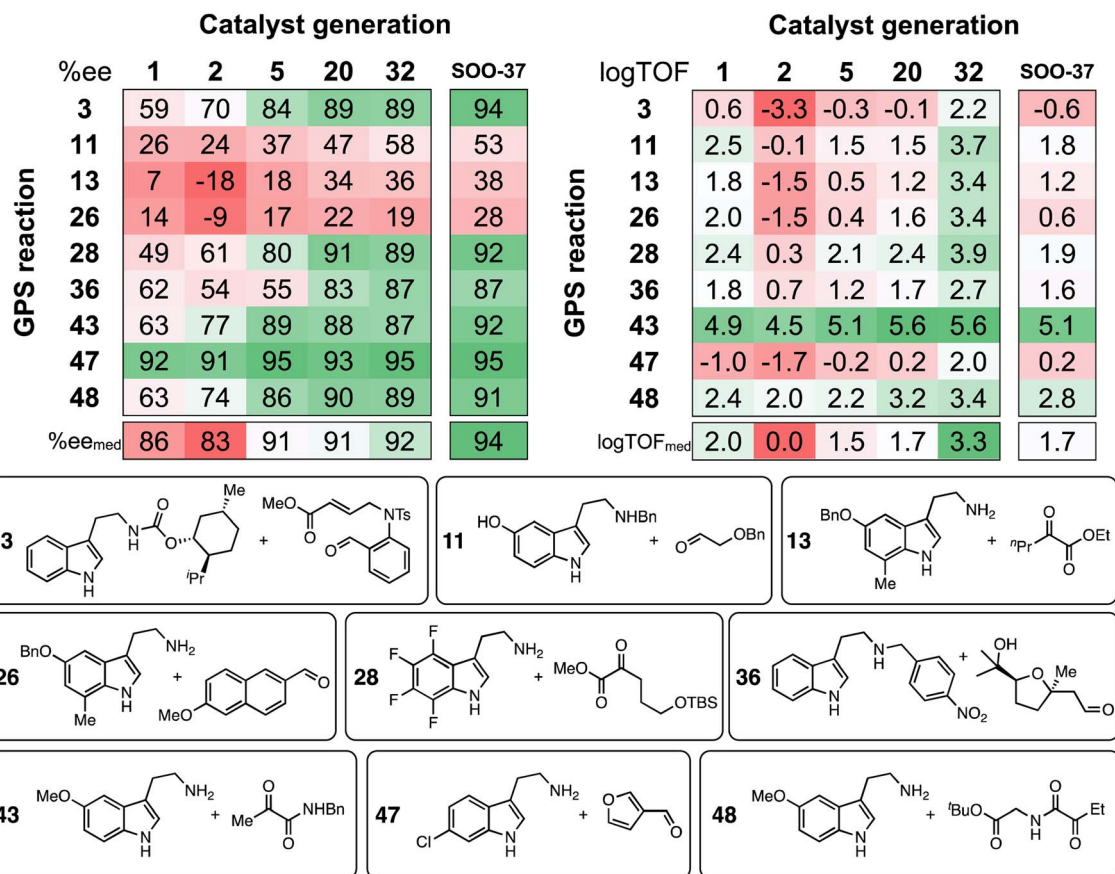 Catalyst generation
%ee 1 2 5 20 32 SOO-37
GPS reaction
3 59 70 84 89 89 94
11 26 24 37 47 58 53
13 7 -18 18 34 36 38
26 14 -9 17 22 19 28
28 49 61 80 91 89 92
36 62 54 55 83 87 87
43 63 77 89 88 87 92
47 92 91 95 93 95 95
48 63 74 86 90 89 91
%eemed 86 83 91 91 92 94
Catalyst generation
logTOF 1 2 5 20 32 SOO-37
GPS reaction
3 0.6 -3.3 -0.3 -0.1 2.2 -0.6
11 2.5 -0.1 1.5 1.5 3.7 1.8
13 1.8 -1.5 0.5 1.2 3.4 1.2
26 2.0 -1.5 0.4 1.6 3.4 0.6
28 2.4 0.3 2.1 2.4 3.9 1.9
36 1.8 0.7 1.2 1.7 2.7 1.6
43 4.9 4.5 5.1 5.6 5.6 5.1
47 -1.0 -1.7 -0.2 0.2 2.0 0.2
48 2.4 2.0 2.2 3.2 3.4 2.8
logTOFmed 2.0 0.0 1.5 1.7 3.3 1.7
3
N
H
N
H
O
O
Me
iPr
+
MeO
O
NTs
O
11
HO
N
H
NHBn
+
O
OBn
13
BnO
Me
N
H
NH2
+
nPr
O
OEt
O
26
BnO
Me
N
H
NH2
+
MeO
O
28
F
F
F
F
N
H
NH2
+
MeO
O
O
OTBS
36
N
H
H
N
NO2
+
OH
O
Me
O
43
MeO
N
H
NH2
+
Me
O
O
NHBn
47
Cl
N
H
NH2
+
O
O
48
MeO
N
H
NH2
+
tBuO
O
N
H
O
O
Et